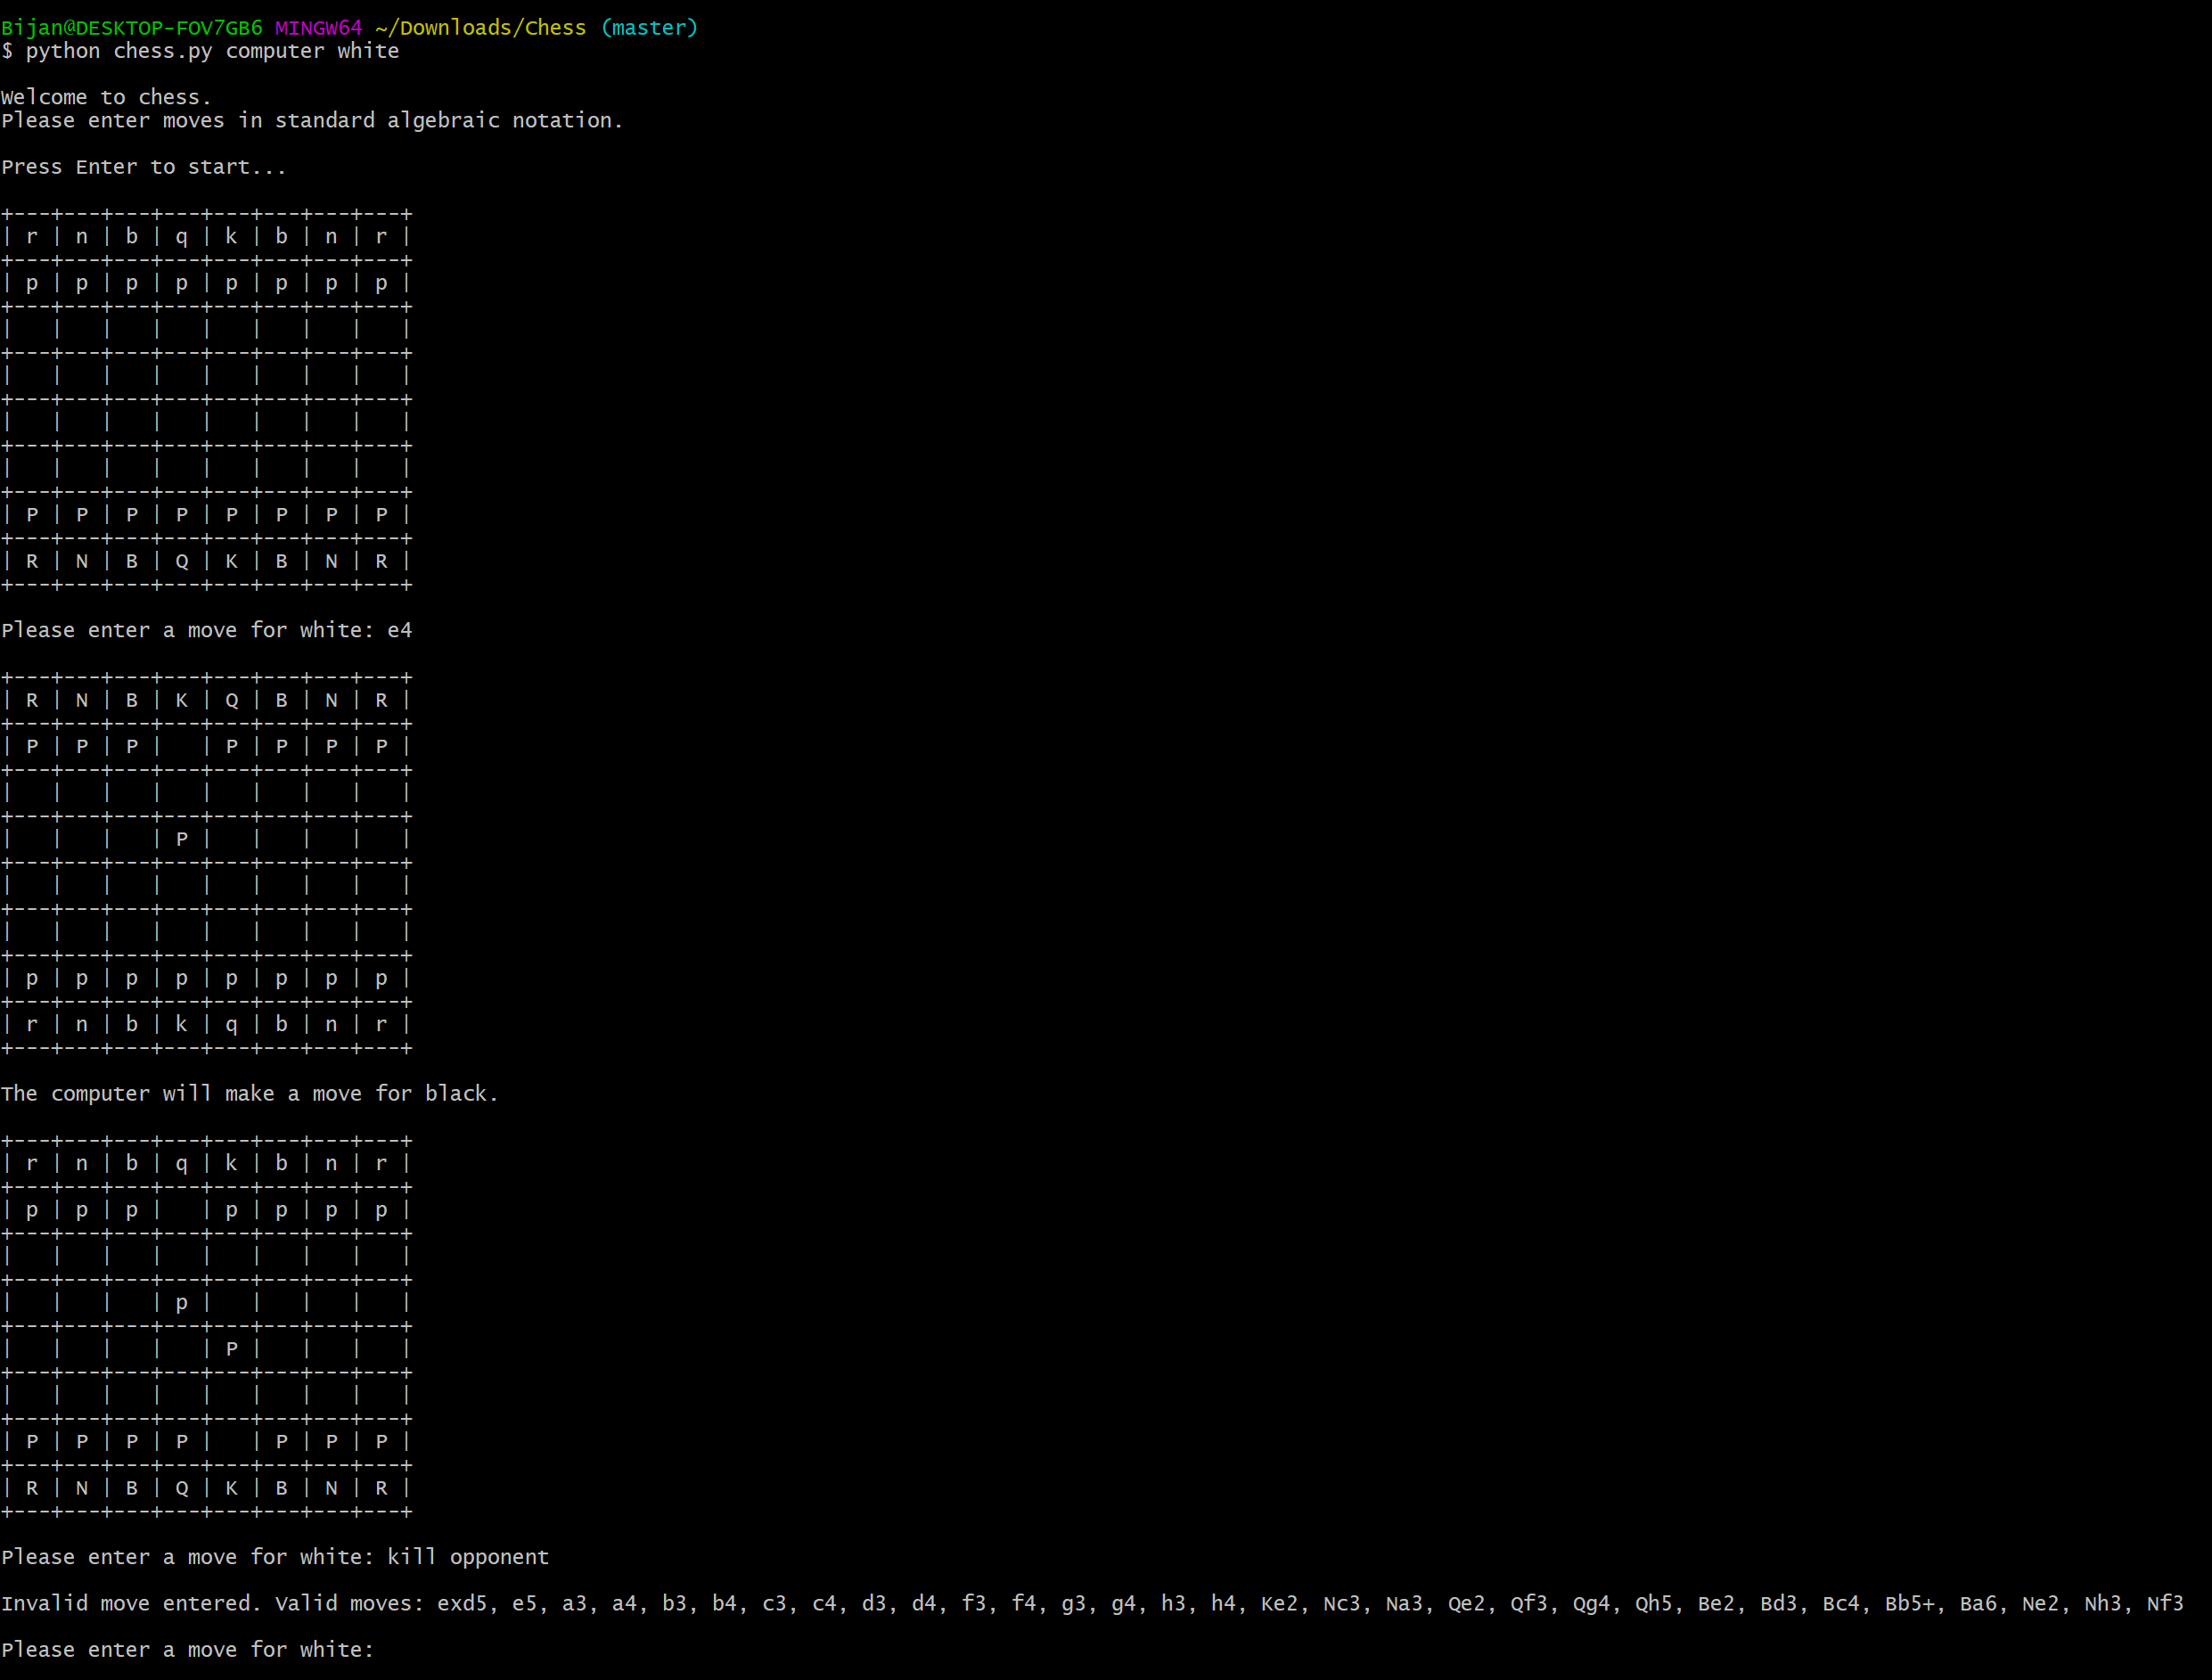 Bijan@DESKTOP-FOV7GB6 MINGW64 ~/Downloads/Chess (master)
$ python chess.py computer white

Welcome to chess.
Please enter moves in standard algebraic notation.

Press Enter to start...

+---+---+---+---+---+---+---+---+
| r | n | b | q | k | b | n | r |
+---+---+---+---+---+---+---+---+
| p | p | p | p | p | p | p | p |
+---+---+---+---+---+---+---+---+
|   |   |   |   |   |   |   |   |
+---+---+---+---+---+---+---+---+
|   |   |   |   |   |   |   |   |
+---+---+---+---+---+---+---+---+
|   |   |   |   |   |   |   |   |
+---+---+---+---+---+---+---+---+
|   |   |   |   |   |   |   |   |
+---+---+---+---+---+---+---+---+
| P | P | P | P | P | P | P | P |
+---+---+---+---+---+---+---+---+
| R | N | B | Q | K | B | N | R |
+---+---+---+---+---+---+---+---+

Please enter a move for white: e4

+---+---+---+---+---+---+---+---+
| R | N | B | K | Q | B | N | R |
+---+---+---+---+---+---+---+---+
| P | P | P |   | P | P | P | P |
+---+---+---+---+---+---+---+---+
|   |   |   |   |   |   |   |   |
+---+---+---+---+---+---+---+---+
|   |   |   | P |   |   |   |   |
+---+---+---+---+---+---+---+---+
|   |   |   |   |   |   |   |   |
+---+---+---+---+---+---+---+---+
|   |   |   |   |   |   |   |   |
+---+---+---+---+---+---+---+---+
| p | p | p | p | p | p | p | p |
+---+---+---+---+---+---+---+---+
| r | n | b | k | q | b | n | r |
+---+---+---+---+---+---+---+---+

The computer will make a move for black.

+---+---+---+---+---+---+---+---+
| r | n | b | q | k | b | n | r |
+---+---+---+---+---+---+---+---+
| p | p | p |   | p | p | p | p |
+---+---+---+---+---+---+---+---+
|   |   |   |   |   |   |   |   |
+---+---+---+---+---+---+---+---+
|   |   |   | p |   |   |   |   |
+---+---+---+---+---+---+---+---+
|   |   |   |   | P |   |   |   |
+---+---+---+---+---+---+---+---+
|   |   |   |   |   |   |   |   |
+---+---+---+---+---+---+---+---+
| P | P | P | P |   | P | P | P |
+---+---+---+---+---+---+---+---+
| R | N | B | Q | K | B | N | R |
+---+---+---+---+---+---+---+---+

Please enter a move for white: kill opponent

Invalid move entered. Valid moves: exd5, e5, a3, a4, b3, b4, c3, c4, d3, d4, f3, f4, g3, g4, h3, h4, Ke2, Nc3, Na3, Qe2, Qf3, Qg4, Qh5, Be2, Bd3, Bc4, Bb5+, Ba6, Ne2, Nh3, Nf3

Please enter a move for white: